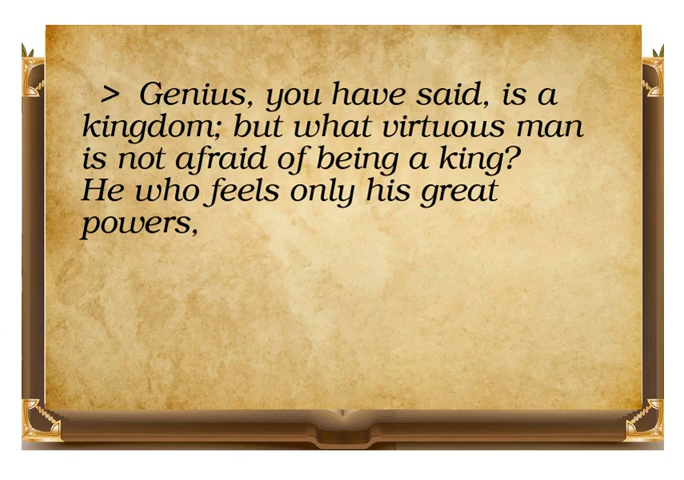 > Genius, you have said, is a
kingdom; but what virtuous man
is not afraid of being a king?
He who feels only his great
powers,